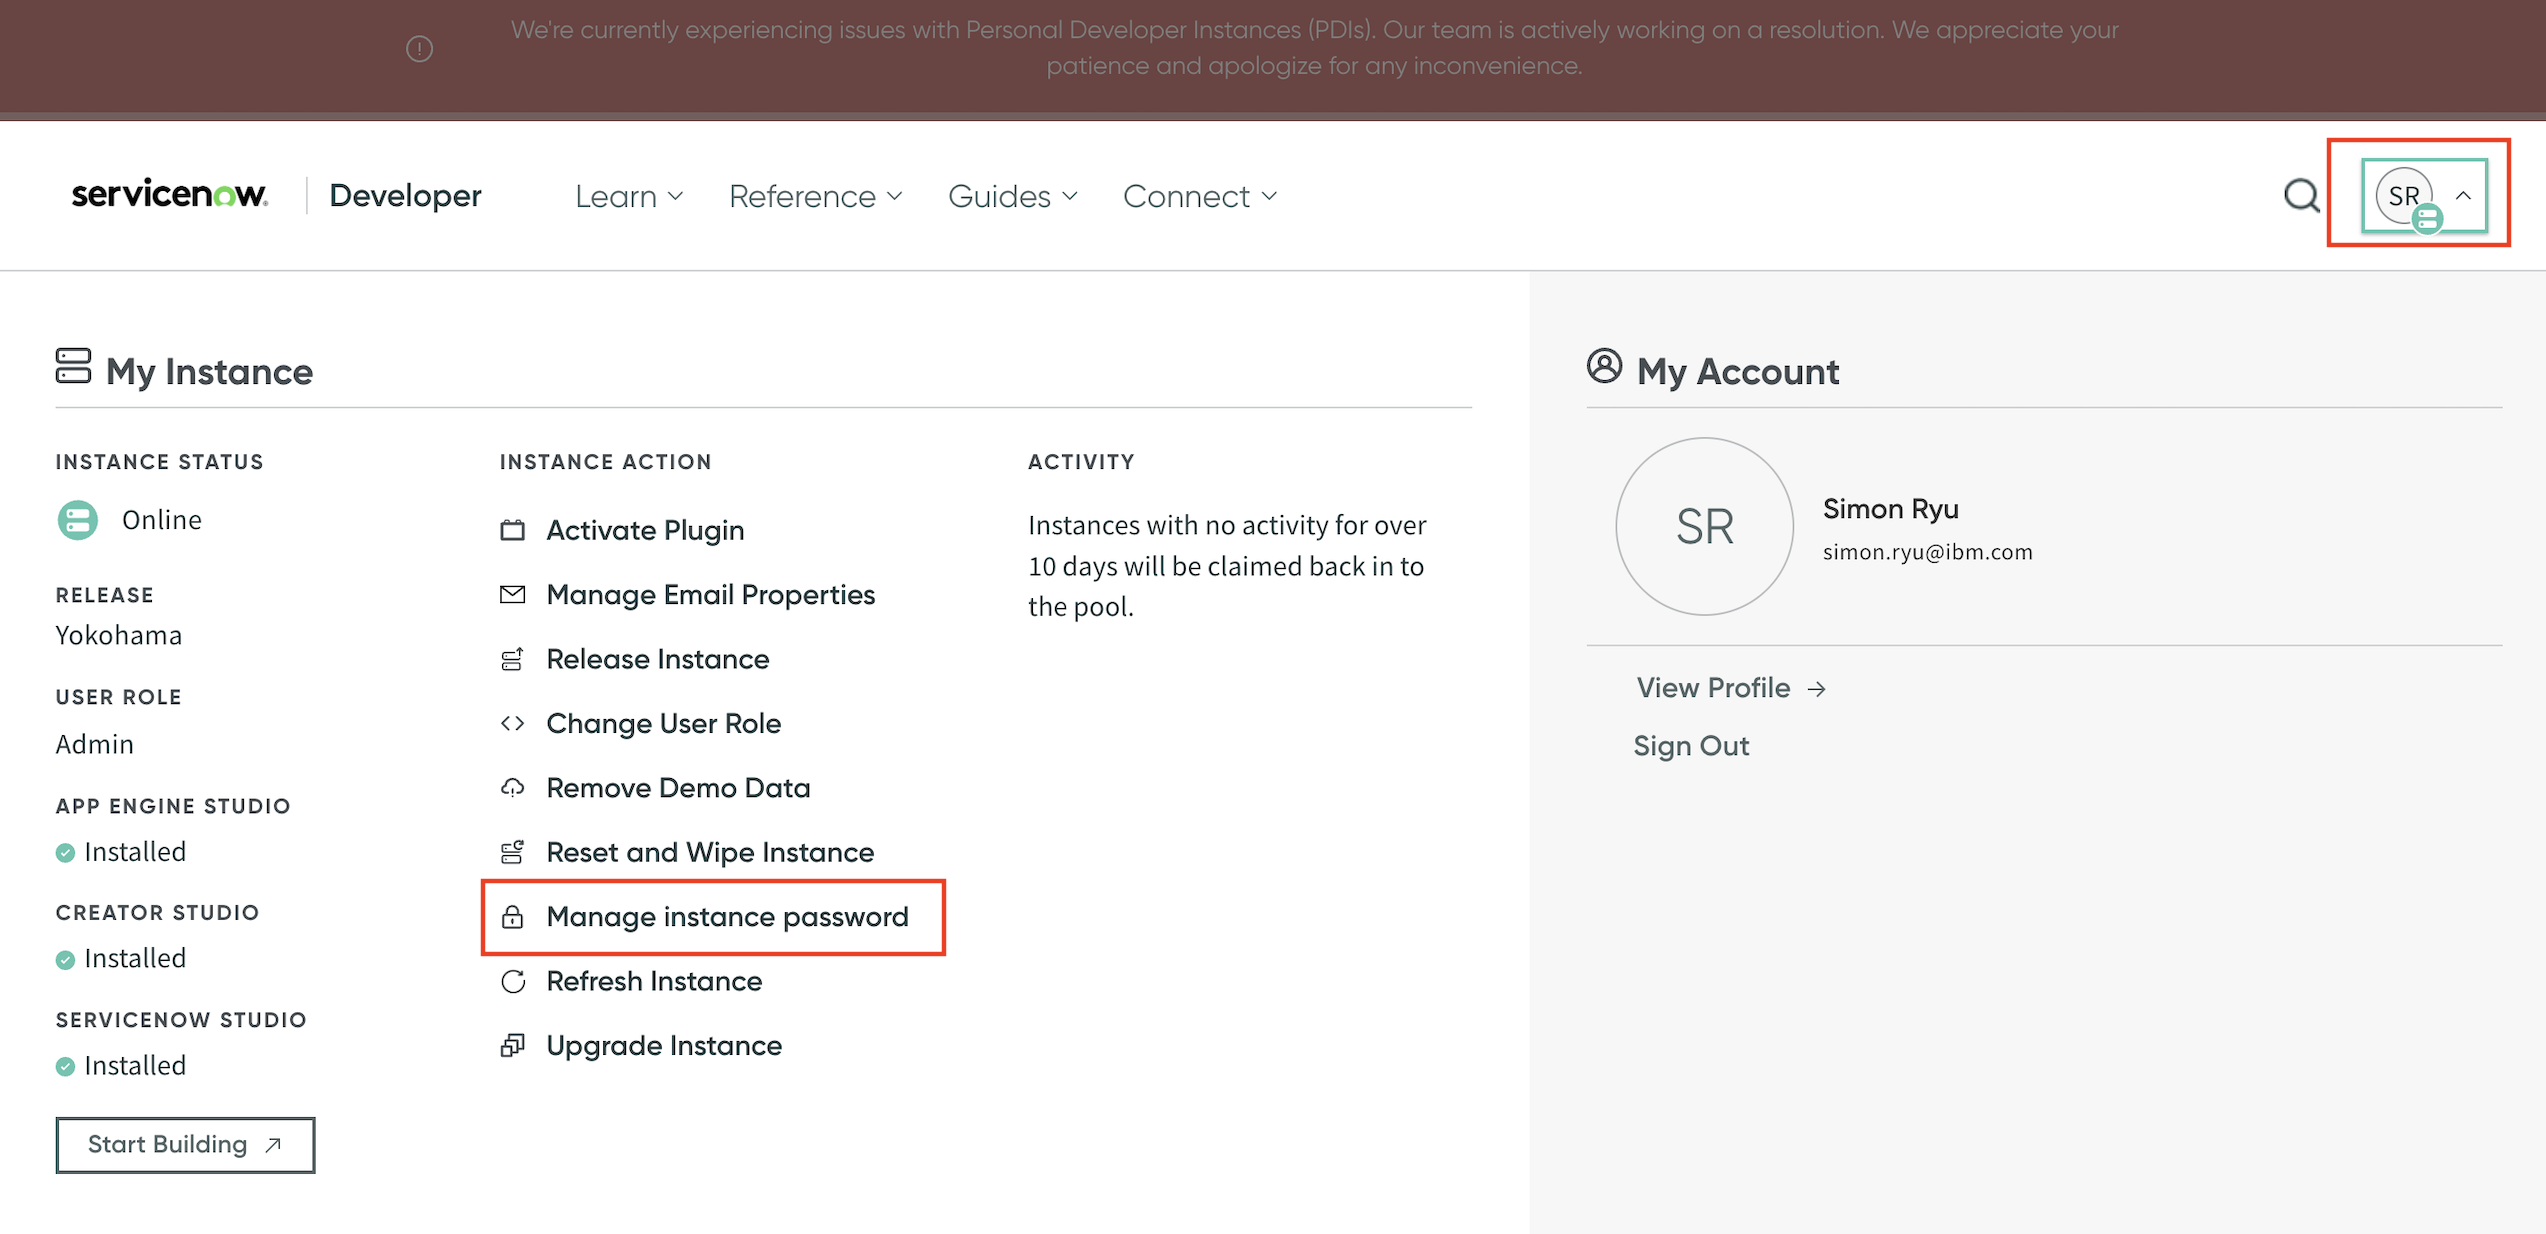 We're currently experiencing issues with Personal Developer Instances (PDIs). Our team is actively working on a resolution. We appreciate your
patience and apologize for any inconvenience.
servicenow
Developer
Learn
Reference
Guides
Connect
SR
My Instance
INSTANCE STATUS
Online
RELEASE
Yokohama
USER ROLE
Admin
APP ENGINE STUDIO
Installed
CREATOR STUDIO
Installed
SERVICENOW STUDIO
Installed
Start Building
INSTANCE ACTION
Activate Plugin
Manage Email Properties
Release Instance
Change User Role
Remove Demo Data
Reset and Wipe Instance
Manage instance password
Refresh Instance
Upgrade Instance
ACTIVITY
Instances with no activity for over
10 days will be claimed back in to
the pool.
My Account
SR
Simon Ryu
simon.ryu@ibm.com
View Profile
Sign Out